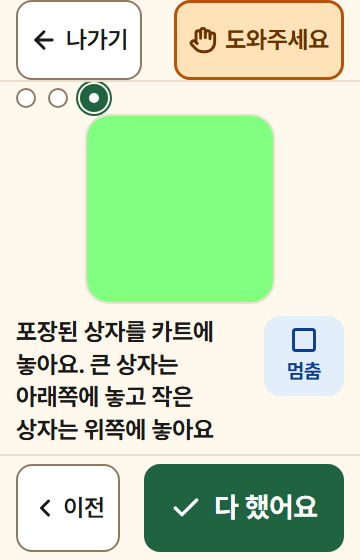 나가기
도와주세요
포장된 상자를 카트에
놓아요. 큰 상자는
아래쪽에 놓고 작은
상자는 위쪽에 놓아요
멈춤
이전
다 했어요